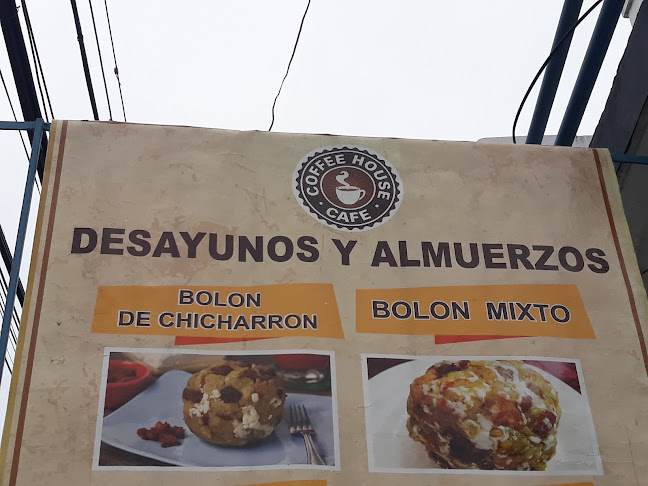 COFFEE HOUSE
CAFE
DESAYUNOS Y ALMUERZOS
BOLON
DE CHICHARRON
BOLON MIXTO